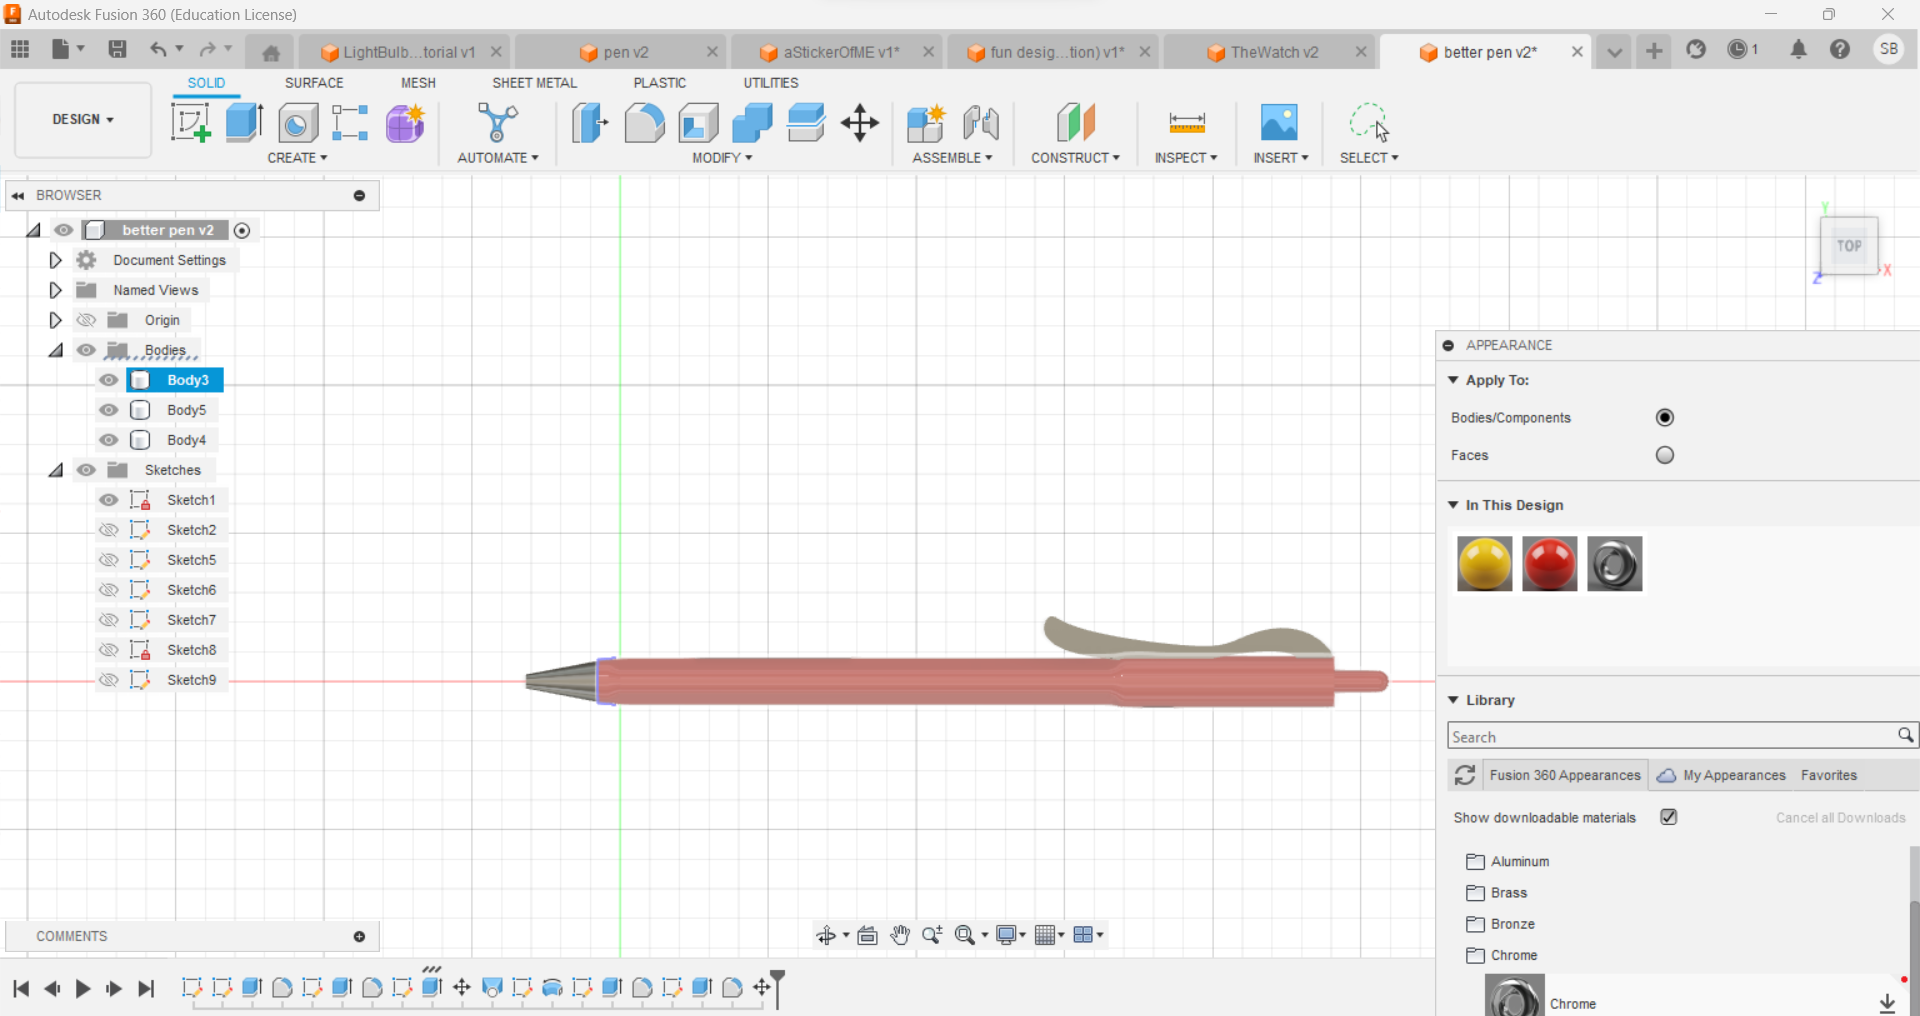 Autodesk Fusion 360 (Education License)
LightBulb...torial v1
pen v2
aStickerOfME v1*
fun desig...tion) v1*
TheWatch v2
better pen v2*
1
SB
DESIGN
SOLID
SURFACE
MESH
SHEET METAL
PLASTIC
UTILITIES
CREATE
AUTOMATE
MODIFY
ASSEMBLE
CONSTRUCT
INSPECT
INSERT
SELECT
BROWSER
better pen v2
Document Settings
Named Views
Origin
Bodies
Body3
Body5
Body4
Sketches
Sketch1
Sketch2
Sketch5
Sketch6
Sketch7
Sketch8
Sketch9
Y
TOP
X
Z
APPEARANCE
Apply To:
Bodies/Components
Faces
In This Design
Library
Search
Fusion 360 Appearances
My Appearances
Favorites
Show downloadable materials
Cancel all Downloads
Aluminum
Brass
Bronze
Chrome
Chrome
COMMENTS